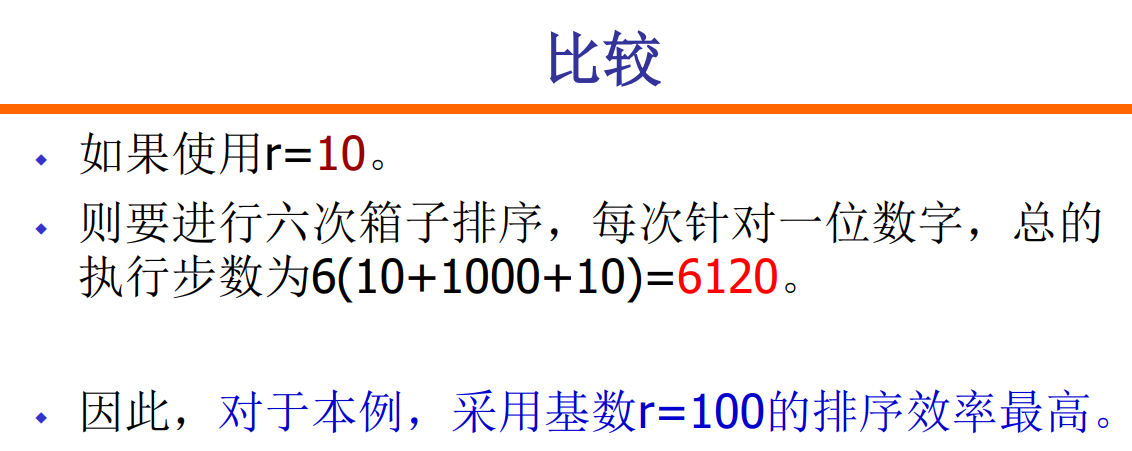 比较
如果使用r=10。
则要进行六次箱子排序，每次针对一位数字，总的
执行步数为6(10+1000+10)=6120。
因此，对于本例，采用基数r=100的排序效率最高。